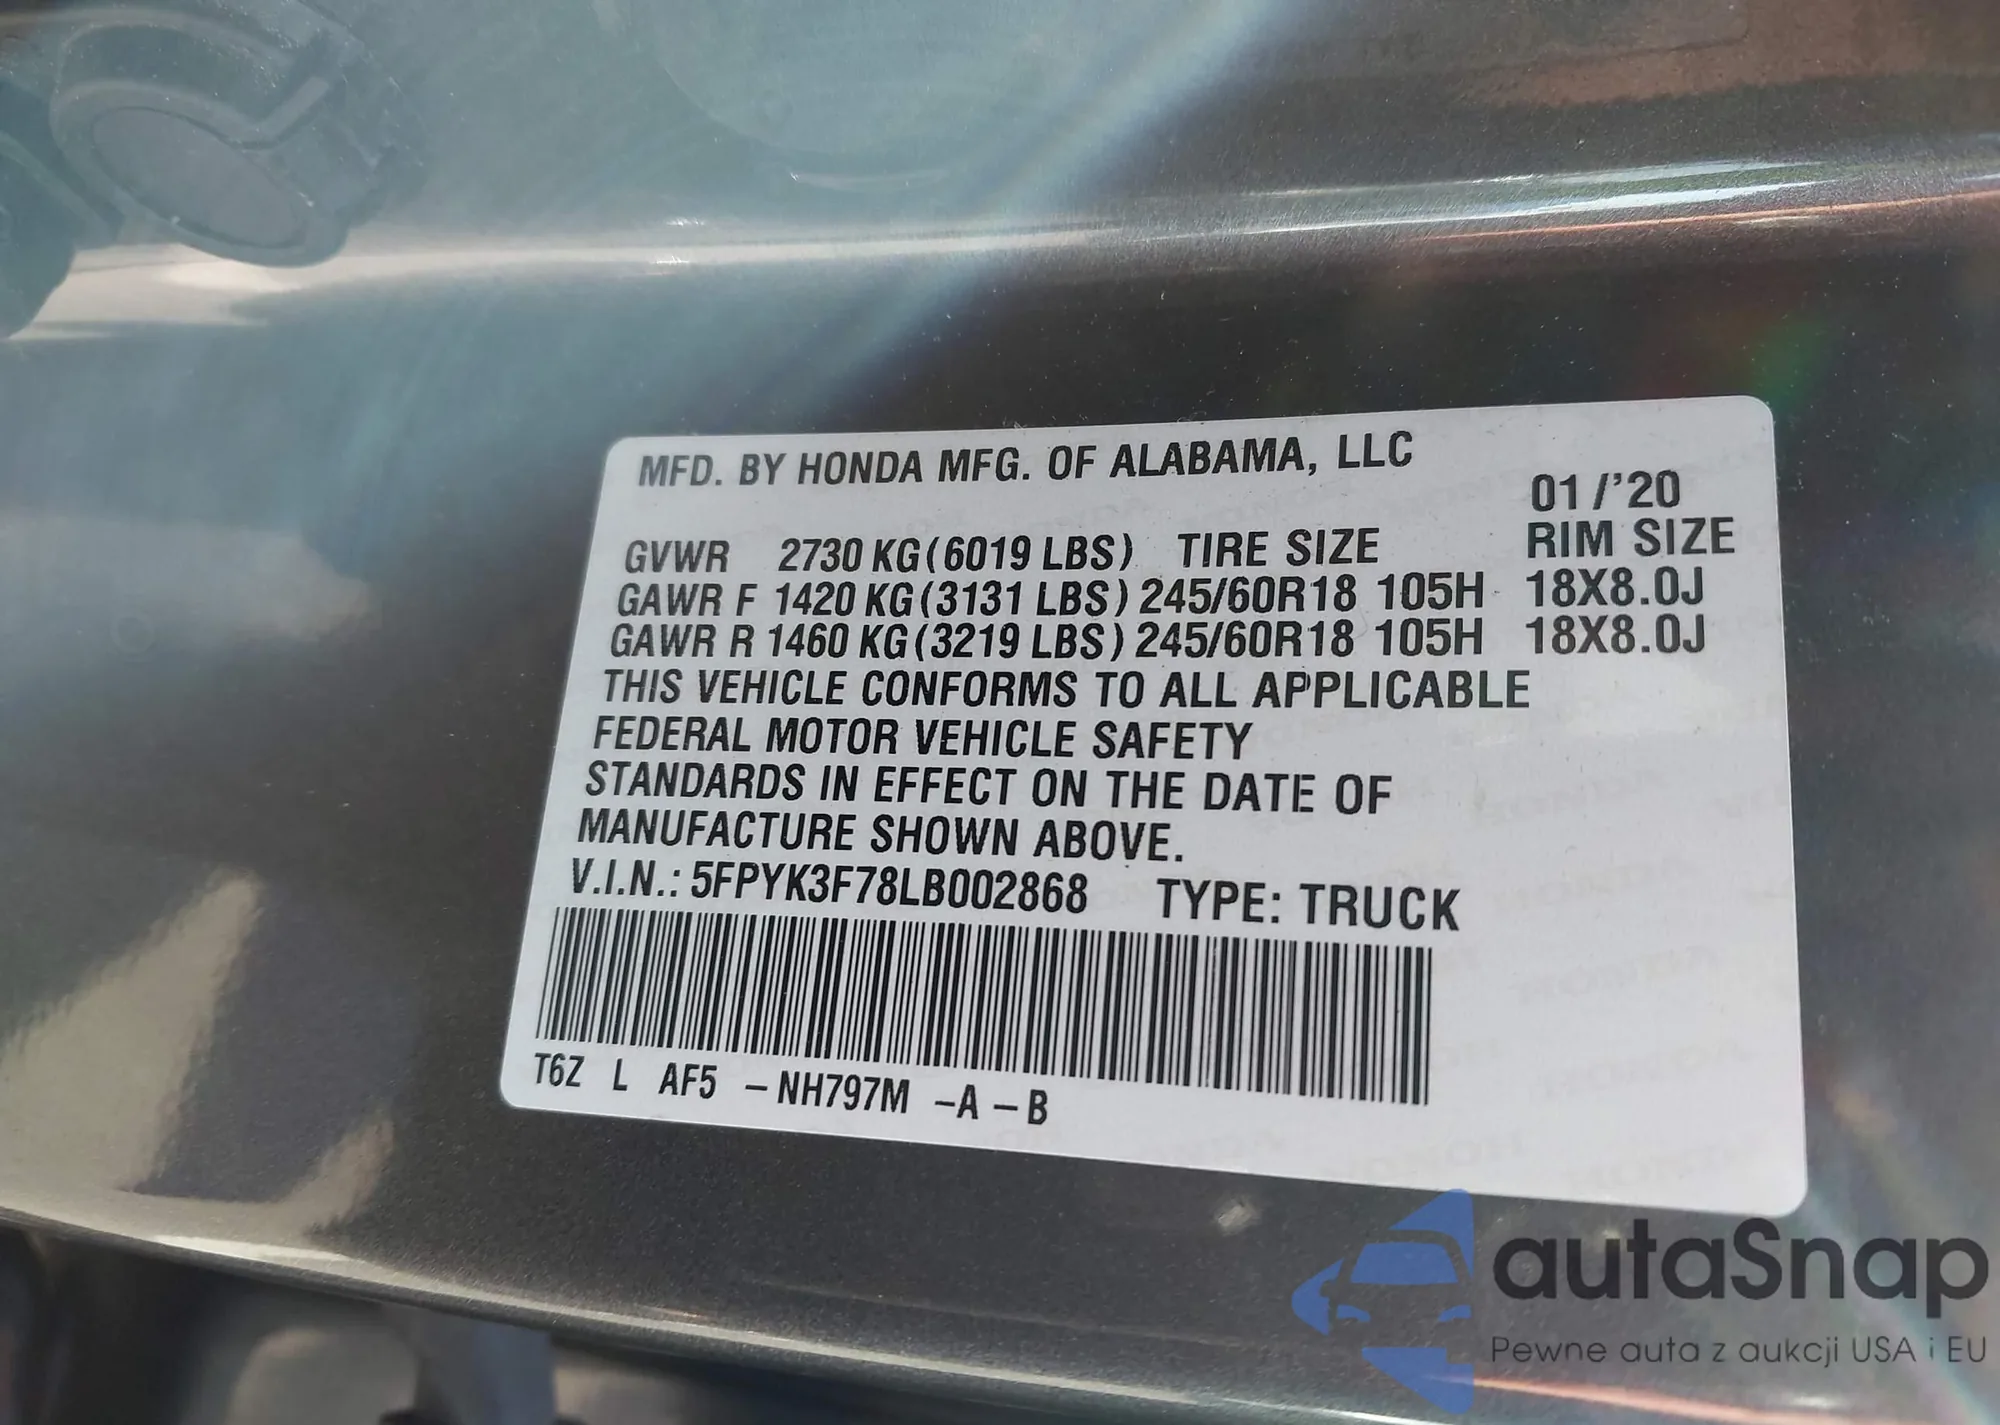 MFD. BY HONDA MFG. OF ALABAMA, LLC
01/'20
GVWR 2730 KG (6019 LBS) TIRE SIZE RIM SIZE
GAWR F 1420 KG (3131 LBS) 245/60R18 105H 18X8.0J
GAWR R 1460 KG (3219 LBS) 245/60R18 105H 18X8.0J
THIS VEHICLE CONFORMS TO ALL APPLICABLE
FEDERAL MOTOR VEHICLE SAFETY
STANDARDS IN EFFECT ON THE DATE OF
MANUFACTURE SHOWN ABOVE.
V.I.N.: 5FPYK3F78LB002868 TYPE: TRUCK
T6Z L AF5 -NH797M -A -B
autaSnap
Pewne auta z aukcji USA i EU